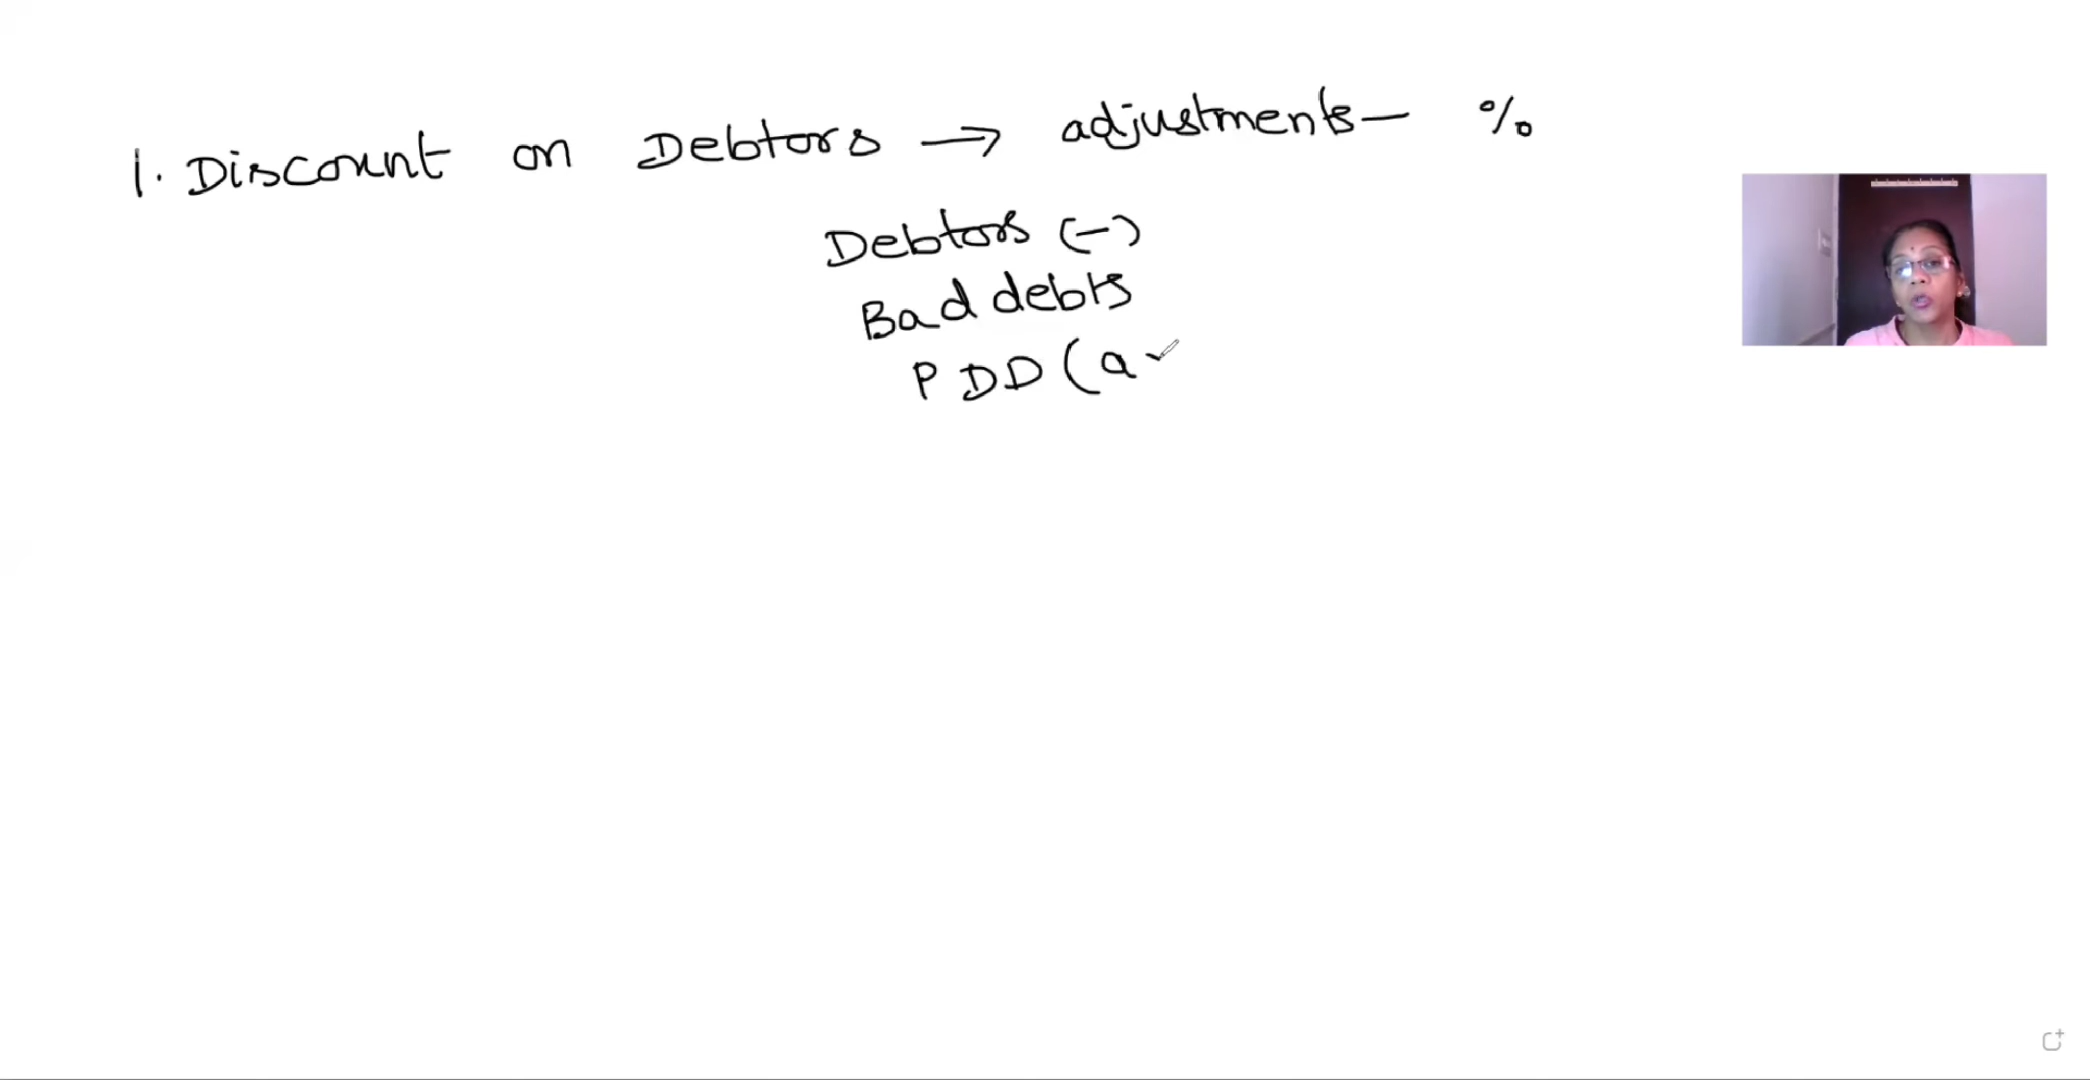 1. Discount on Debtors → adjustments — %
Debtors (-)
Bad debts
PDD (a